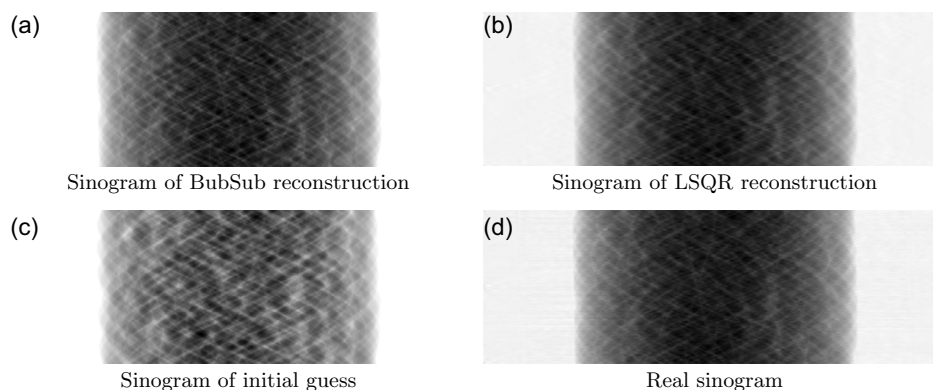 (a)
(b)
Sinogram of BubSub reconstruction
Sinogram of LSQR reconstruction
(c)
(d)
Sinogram of initial guess
Real sinogram